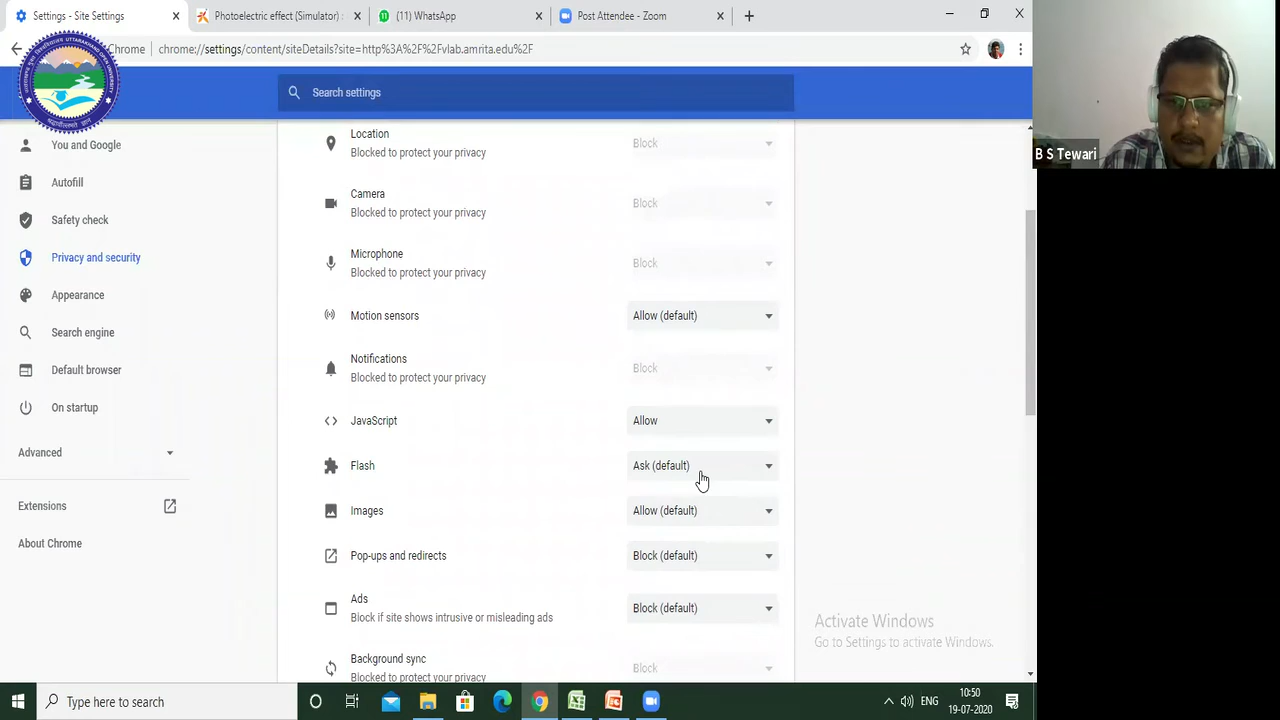 Settings - Site Settings
Photoelectric effect (Simulator) :
(11) WhatsApp
Post Attendee - Zoom
Chrome
chrome://settings/content/siteDetails?site=http%3A%2F%2Fvlab.amrita.edu%2F
Search settings
You and Google
Autofill
Safety check
Privacy and security
Appearance
Search engine
Default browser
On startup
Advanced
Extensions
About Chrome
Location
Blocked to protect your privacy
Block
Camera
Blocked to protect your privacy
Block
Microphone
Blocked to protect your privacy
Block
Motion sensors
Allow (default)
Notifications
Blocked to protect your privacy
Block
JavaScript
Allow
Flash
Ask (default)
Images
Allow (default)
Pop-ups and redirects
Block (default)
Ads
Block if site shows intrusive or misleading ads
Block (default)
Background sync
Blocked to protect your privacy
Block
B S Tewari
Activate Windows
Go to Settings to activate Windows.
Type here to search
ENG
10:50
19-07-2020